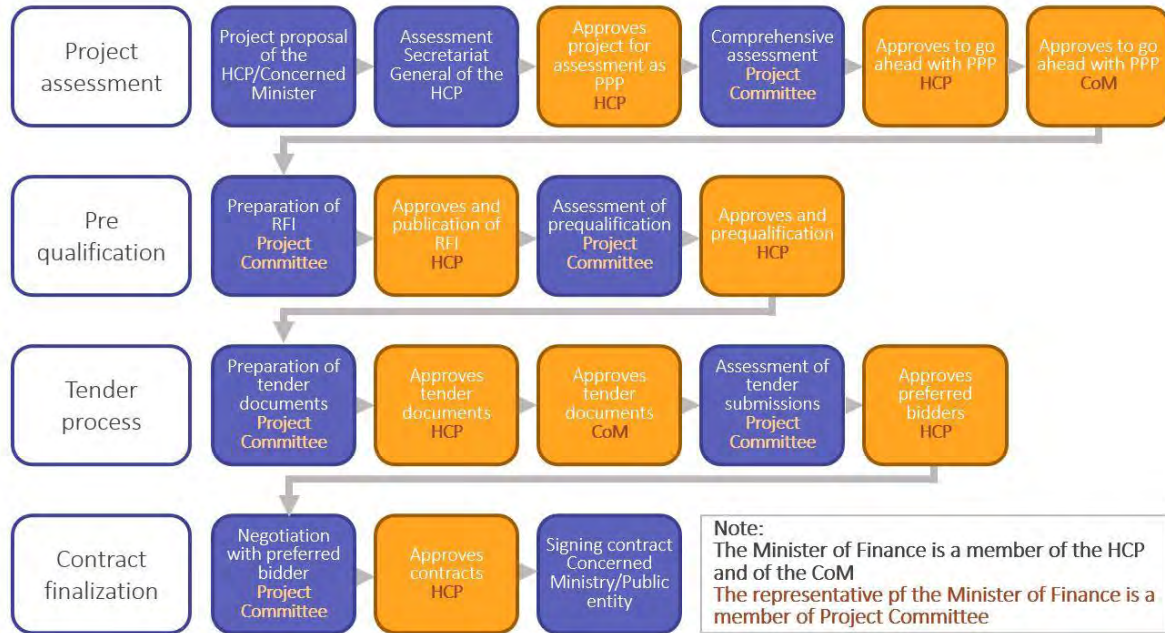 Project
assessment
Project proposal
of the
HCP/Concerned
Minister
Assessment
Secretariat
General of the
HCP
Approves
project for
assessment as
PPP
HCP
Comprehensive
assessment
Project
Committee
Approves to go
ahead with PPP
HCP
Approves to go
ahead with PPP
CoM
Pre
qualification
Preparation of
RFI
Project
Committee
Approves and
publication of
RFI
HCP
Assessment of
prequalification
Project
Committee
Approves and
prequalification
HCP
Tender
process
Preparation of
tender
documents
Project
Committee
Approves
tender
documents
HCP
Approves
tender
documents
CoM
Assessment of
tender
submissions
Project
Committee
Approves
preferred
bidders
HCP
Contract
finalization
Negotiation
with preferred
bidder
Project
Committee
Approves
contracts
HCP
Signing contract
Concerned
Ministry/Public
entity
Note:
The Minister of Finance is a member of the HCP
and of the CoM
The representative pf the Minister of Finance is a
member of Project Committee